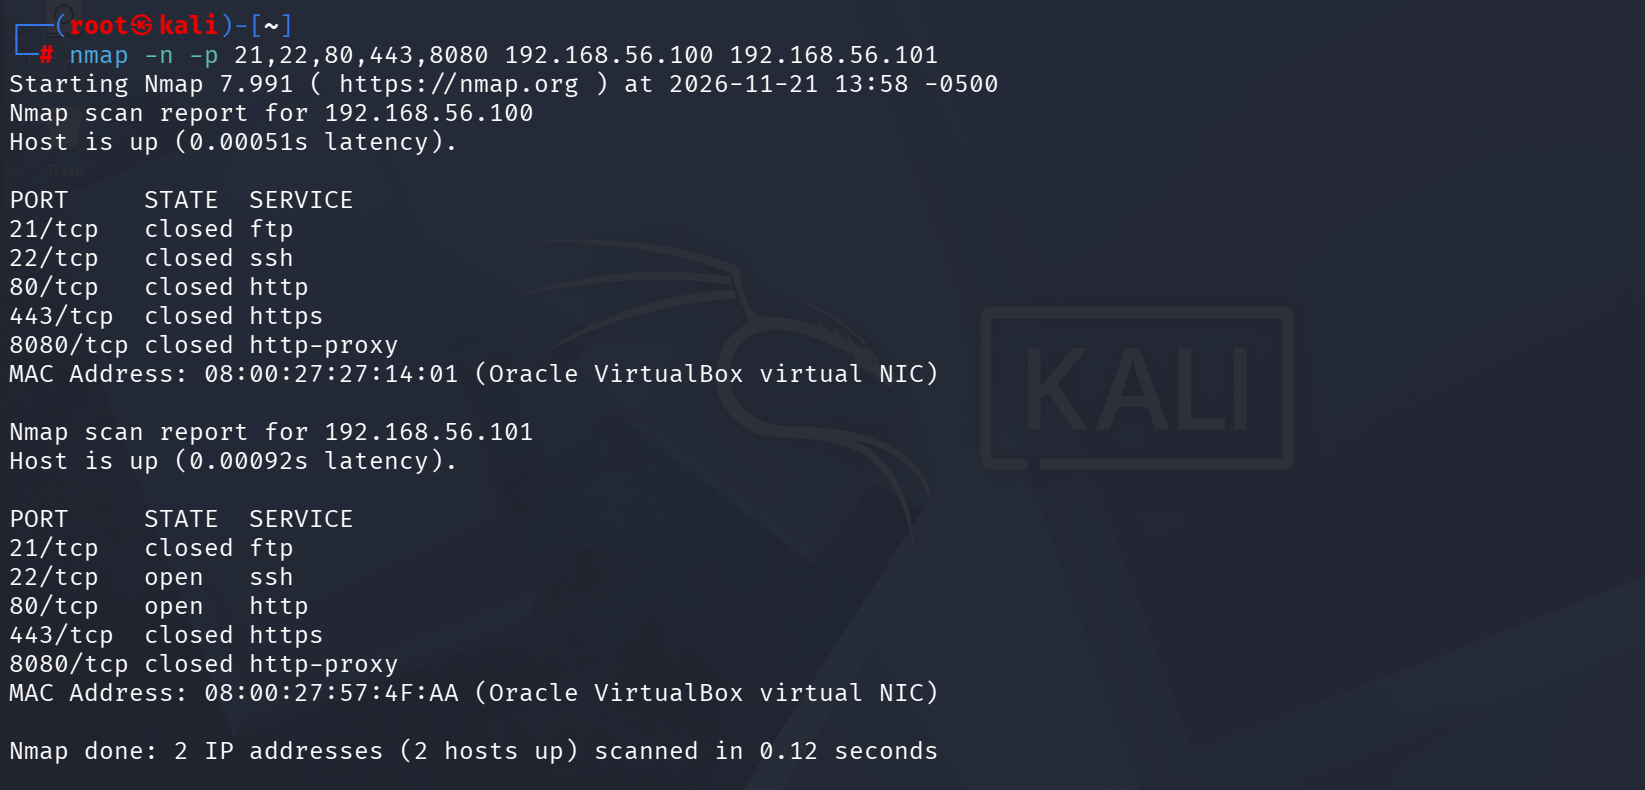 ┌──(root㉿kali)-[~]
└─# nmap -n -p 21,22,80,443,8080 192.168.56.100 192.168.56.101
Starting Nmap 7.991 ( https://nmap.org ) at 2026-11-21 13:58 -0500
Nmap scan report for 192.168.56.100
Host is up (0.00051s latency).

PORT     STATE  SERVICE
21/tcp   closed ftp
22/tcp   closed ssh
80/tcp   closed http
443/tcp  closed https
8080/tcp closed http-proxy
MAC Address: 08:00:27:27:14:01 (Oracle VirtualBox virtual NIC)

Nmap scan report for 192.168.56.101
Host is up (0.00092s latency).

PORT     STATE  SERVICE
21/tcp   closed ftp
22/tcp   open   ssh
80/tcp   open   http
443/tcp  closed https
8080/tcp closed http-proxy
MAC Address: 08:00:27:57:4F:AA (Oracle VirtualBox virtual NIC)

Nmap done: 2 IP addresses (2 hosts up) scanned in 0.12 seconds
Trash
KALI